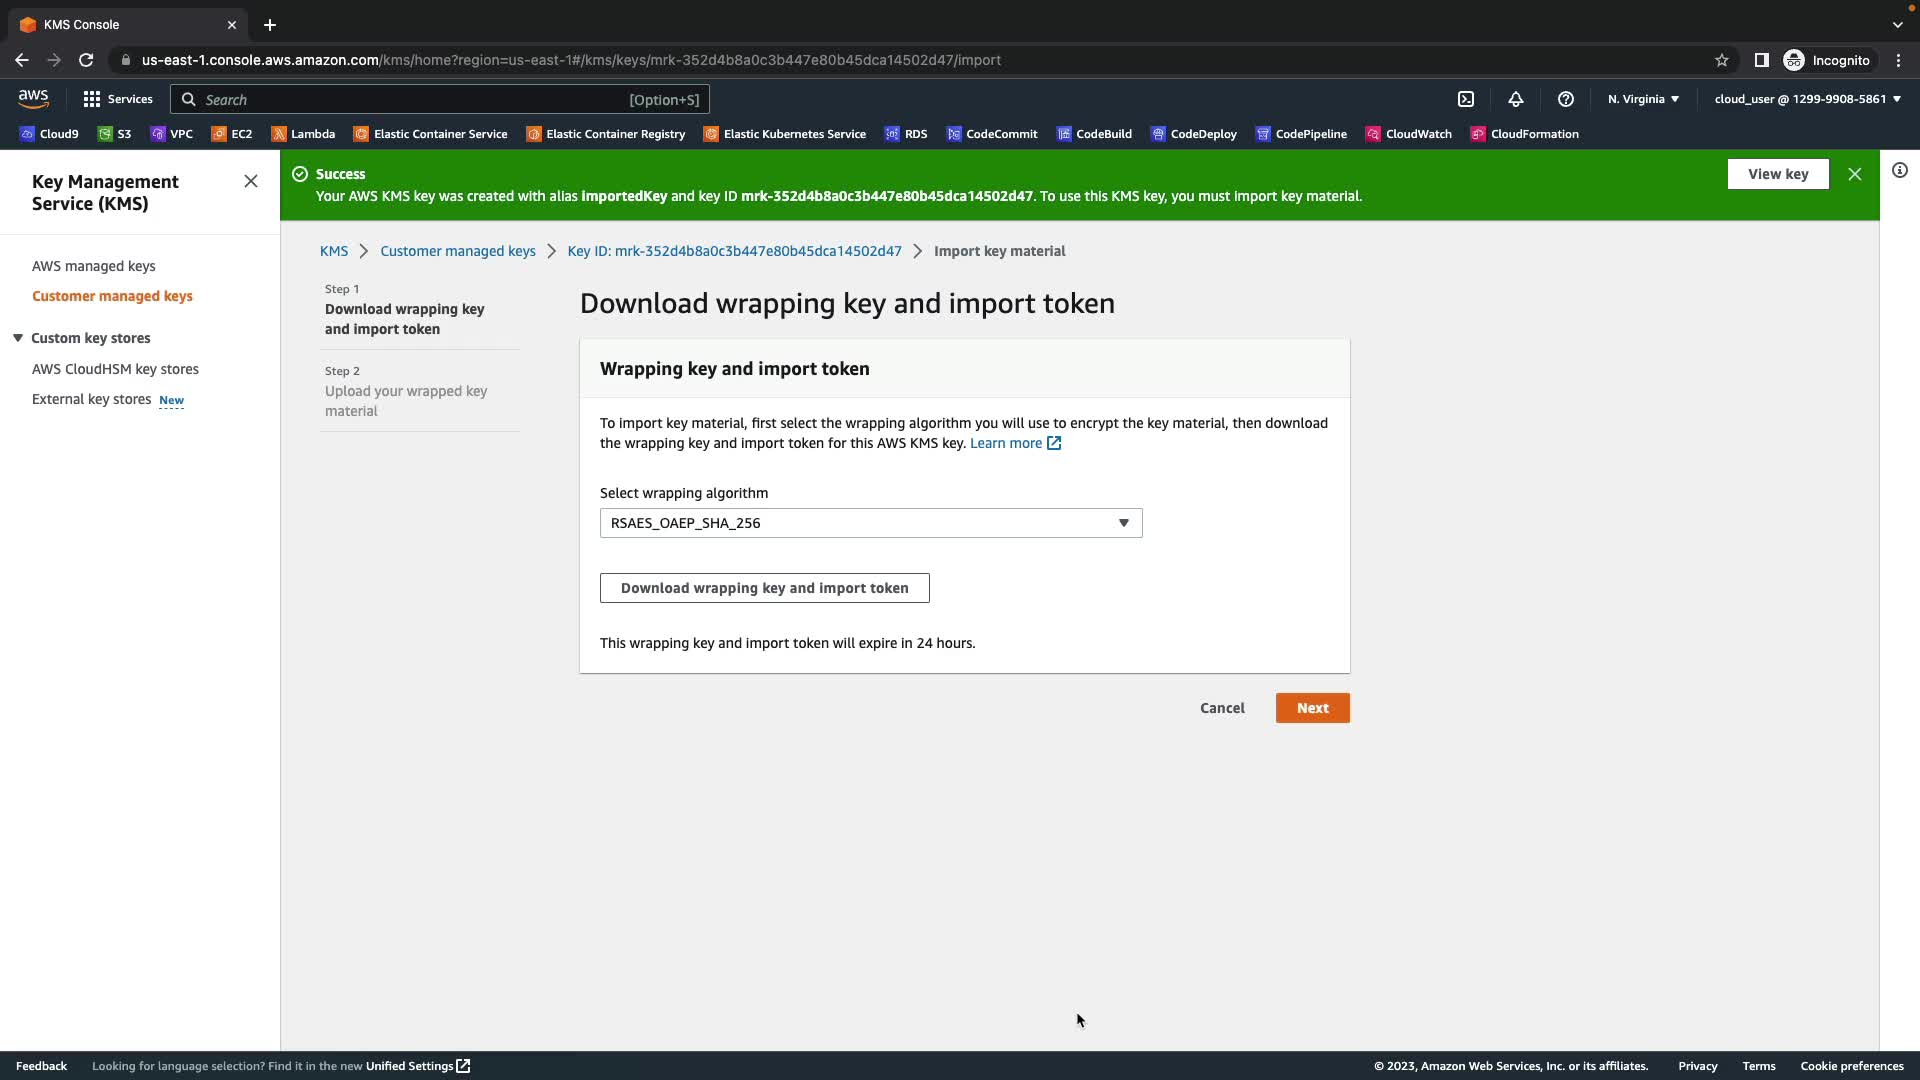 KMS Console
us-east-1.console.aws.amazon.com/kms/home?region=us-east-1#/kms/keys/mrk-352d4b8a0c3b447e80b45dca14502d47/import
Incognito
aws
Services
Search
[Option+S]
N. Virginia
cloud_user @ 1299-9908-5861
Cloud9
S3
VPC
EC2
Lambda
Elastic Container Service
Elastic Container Registry
Elastic Kubernetes Service
RDS
CodeCommit
CodeBuild
CodeDeploy
CodePipeline
CloudWatch
CloudFormation
Key Management
Service (KMS)
AWS managed keys
Customer managed keys
Custom key stores
AWS CloudHSM key stores
External key stores New
Success
Your AWS KMS key was created with alias importedKey and key ID mrk-352d4b8a0c3b447e80b45dca14502d47. To use this KMS key, you must import key material.
View key
KMS
Customer managed keys
Key ID: mrk-352d4b8a0c3b447e80b45dca14502d47
Import key material
Step 1
Download wrapping key
and import token
Step 2
Upload your wrapped key
material
Download wrapping key and import token
Wrapping key and import token
To import key material, first select the wrapping algorithm you will use to encrypt the key material, then download
the wrapping key and import token for this AWS KMS key. Learn more
Select wrapping algorithm
RSAES_OAEP_SHA_256
Download wrapping key and import token
This wrapping key and import token will expire in 24 hours.
Cancel
Next
Feedback
Looking for language selection? Find it in the new Unified Settings
© 2023, Amazon Web Services, Inc. or its affiliates.
Privacy
Terms
Cookie preferences